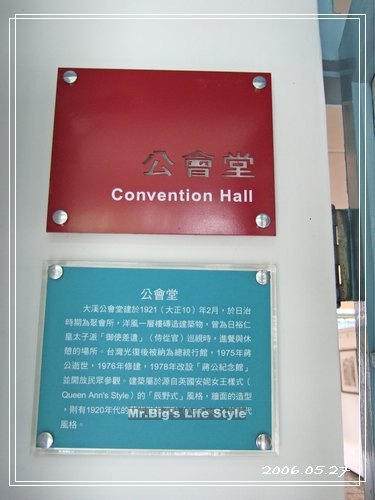 公會堂
Convention Hall
公會堂
大溪公會堂建於1921（大正10）年2月，於日治
時期為聚會所，洋風一層樓磚造建築物，曾為日裕仁
皇太子派「御使差遣」（侍從官）巡視時，進餐與休
憩的場所。台灣光復後被納為總統行館，1975年蔣
公逝世，1976年修建，1978年改設「蔣公紀念館」
並開放民眾參觀。建築屬於源自英國安妮女王樣式（
Queen Ann's Style）的「辰野式」風格，牆面的造型
，則有1920年代的
風格。
Mr.Big's Life Style
2006.05.27